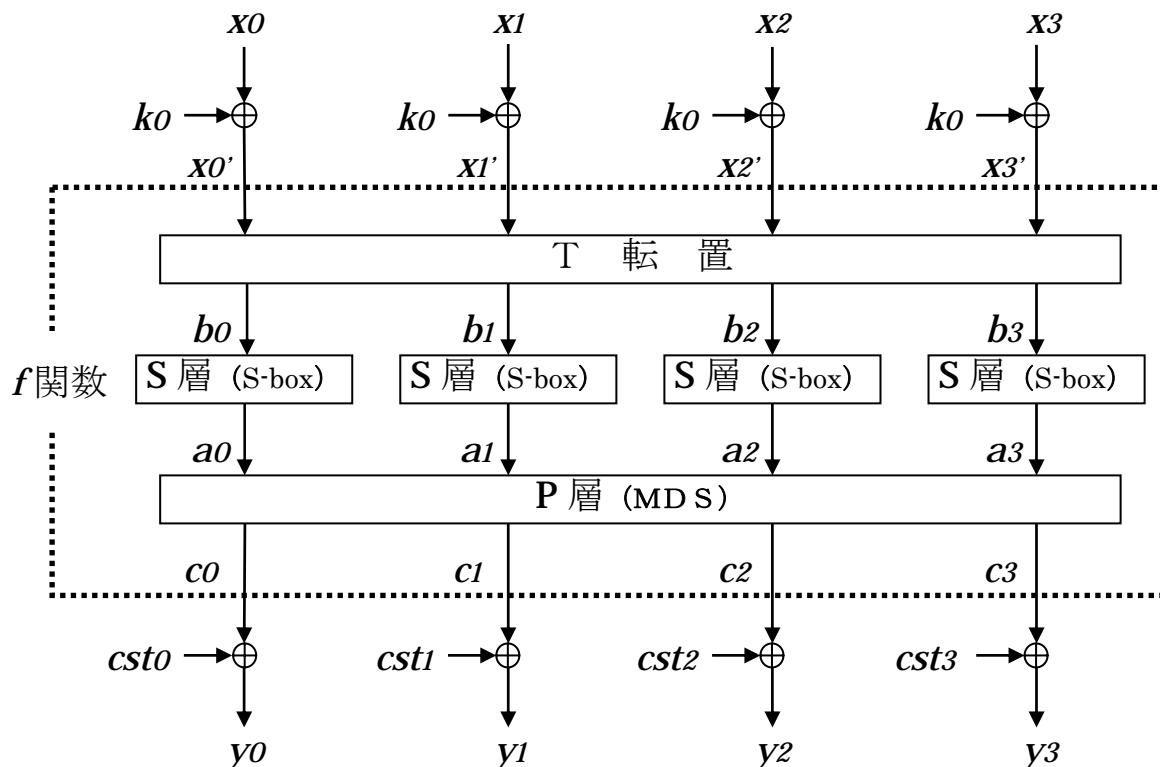 x0 x1 x2 x3
k0 k0 k0 k0
x0’ x1’ x2’ x3’
T 転 置
b0 b1 b2 b3
f 関数 S 層 (S-box) S 層 (S-box) S 層 (S-box) S 層 (S-box)
a0 a1 a2 a3
P 層 (MDS)
c0 c1 c2 c3
cst0 cst1 cst2 cst3
y0 y1 y2 y3